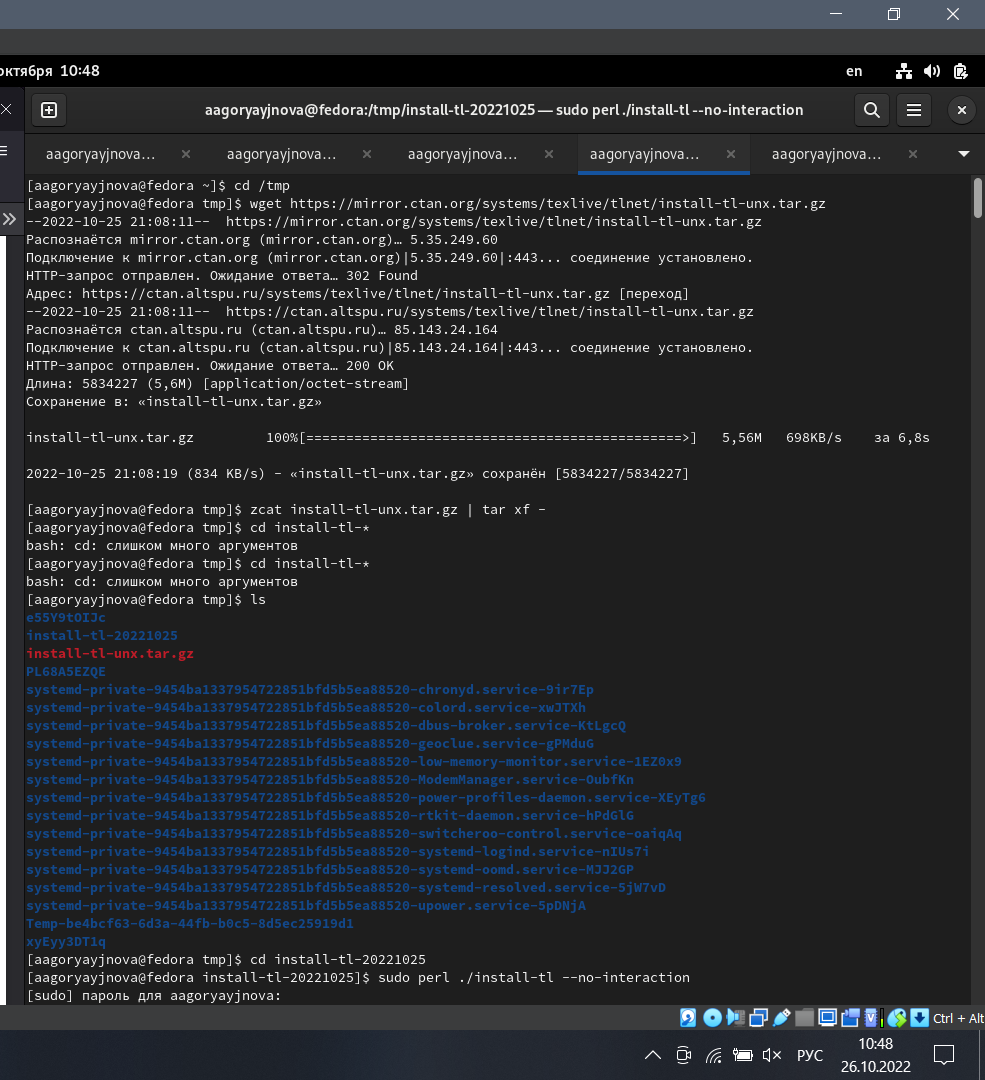 октября 10:48
en
aagoryayjnova@fedora:/tmp/install-tl-20221025 — sudo perl ./install-tl --no-interaction
aagoryayjnova… aagoryayjnova… aagoryayjnova… aagoryayjnova… aagoryayjnova…
[aagoryayjnova@fedora ~]$ cd /tmp
[aagoryayjnova@fedora tmp]$ wget https://mirror.ctan.org/systems/texlive/tlnet/install-tl-unx.tar.gz
--2022-10-25 21:08:11--  https://mirror.ctan.org/systems/texlive/tlnet/install-tl-unx.tar.gz
Распознаётся mirror.ctan.org (mirror.ctan.org)… 5.35.249.60
Подключение к mirror.ctan.org (mirror.ctan.org)|5.35.249.60|:443... соединение установлено.
HTTP-запрос отправлен. Ожидание ответа… 302 Found
Адрес: https://ctan.altspu.ru/systems/texlive/tlnet/install-tl-unx.tar.gz [переход]
--2022-10-25 21:08:11--  https://ctan.altspu.ru/systems/texlive/tlnet/install-tl-unx.tar.gz
Распознаётся ctan.altspu.ru (ctan.altspu.ru)… 85.143.24.164
Подключение к ctan.altspu.ru (ctan.altspu.ru)|85.143.24.164|:443... соединение установлено.
HTTP-запрос отправлен. Ожидание ответа… 200 OK
Длина: 5834227 (5,6M) [application/octet-stream]
Сохранение в: «install-tl-unx.tar.gz»
install-tl-unx.tar.gz         100%[===============================================>]   5,56M   698KB/s    за 6,8s
2022-10-25 21:08:19 (834 KB/s) - «install-tl-unx.tar.gz» сохранён [5834227/5834227]
[aagoryayjnova@fedora tmp]$ zcat install-tl-unx.tar.gz | tar xf -
[aagoryayjnova@fedora tmp]$ cd install-tl-*
bash: cd: слишком много аргументов
[aagoryayjnova@fedora tmp]$ cd install-tl-*
bash: cd: слишком много аргументов
[aagoryayjnova@fedora tmp]$ ls
e55Y9tOIJc
install-tl-20221025
install-tl-unx.tar.gz
PL68A5EZQE
systemd-private-9454ba1337954722851bfd5b5ea88520-chronyd.service-9ir7Ep
systemd-private-9454ba1337954722851bfd5b5ea88520-colord.service-xwJTXh
systemd-private-9454ba1337954722851bfd5b5ea88520-dbus-broker.service-KtLgcQ
systemd-private-9454ba1337954722851bfd5b5ea88520-geoclue.service-gPMduG
systemd-private-9454ba1337954722851bfd5b5ea88520-low-memory-monitor.service-1EZ0x9
systemd-private-9454ba1337954722851bfd5b5ea88520-ModemManager.service-OubfKn
systemd-private-9454ba1337954722851bfd5b5ea88520-power-profiles-daemon.service-XEyTg6
systemd-private-9454ba1337954722851bfd5b5ea88520-rtkit-daemon.service-hPdGlG
systemd-private-9454ba1337954722851bfd5b5ea88520-switcheroo-control.service-oaiqAq
systemd-private-9454ba1337954722851bfd5b5ea88520-systemd-logind.service-nIUs7i
systemd-private-9454ba1337954722851bfd5b5ea88520-systemd-oomd.service-MJJ2GP
systemd-private-9454ba1337954722851bfd5b5ea88520-systemd-resolved.service-5jW7vD
systemd-private-9454ba1337954722851bfd5b5ea88520-upower.service-5pDNjA
Temp-be4bcf63-6d3a-44fb-b0c5-8d5ec25919d1
xyEyy3DT1q
[aagoryayjnova@fedora tmp]$ cd install-tl-20221025
[aagoryayjnova@fedora install-tl-20221025]$ sudo perl ./install-tl --no-interaction
[sudo] пароль для aagoryayjnova:
Ctrl + Alt
РУС
10:48
26.10.2022